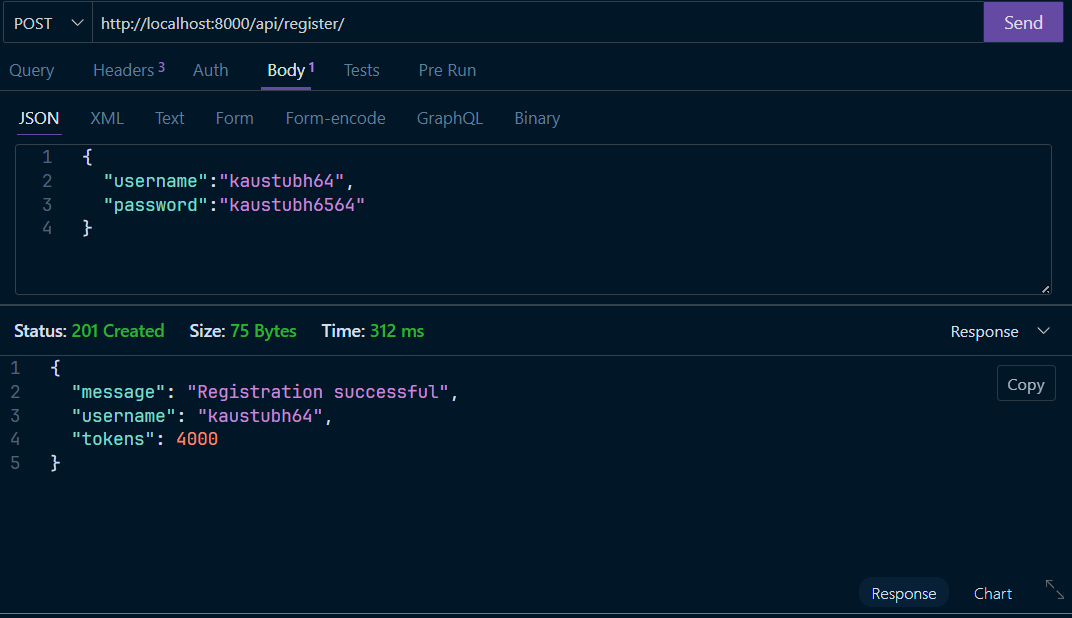 POST http://localhost:8000/api/register/ Send
Query Headers 3 Auth Body 1 Tests Pre Run
JSON XML Text Form Form-encode GraphQL Binary
1 {
2 "username":"kaustubh64",
3 "password":"kaustubh6564"
4 }
Status: 201 Created Size: 75 Bytes Time: 312 ms Response
1 {
2 "message": "Registration successful",
3 "username": "kaustubh64",
4 "tokens": 4000
5 }
Copy
Response Chart